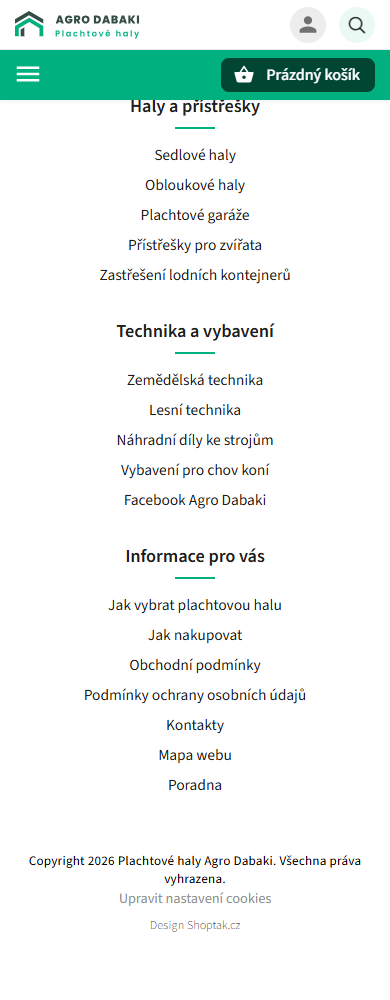 AGRO DABAKI
Plachtové haly
Prázdný košík
Haly a přístřešky
Sedlové haly
Obloukové haly
Plachtové garáže
Přístřešky pro zvířata
Zastřešení lodních kontejnerů
Technika a vybavení
Zemědělská technika
Lesní technika
Náhradní díly ke strojům
Vybavení pro chov koní
Facebook Agro Dabaki
Informace pro vás
Jak vybrat plachtovou halu
Jak nakupovat
Obchodní podmínky
Podmínky ochrany osobních údajů
Kontakty
Mapa webu
Poradna
Copyright 2026 Plachtové haly Agro Dabaki. Všechna práva
vyhrazena.
Upravit nastavení cookies
Design Shoptak.cz